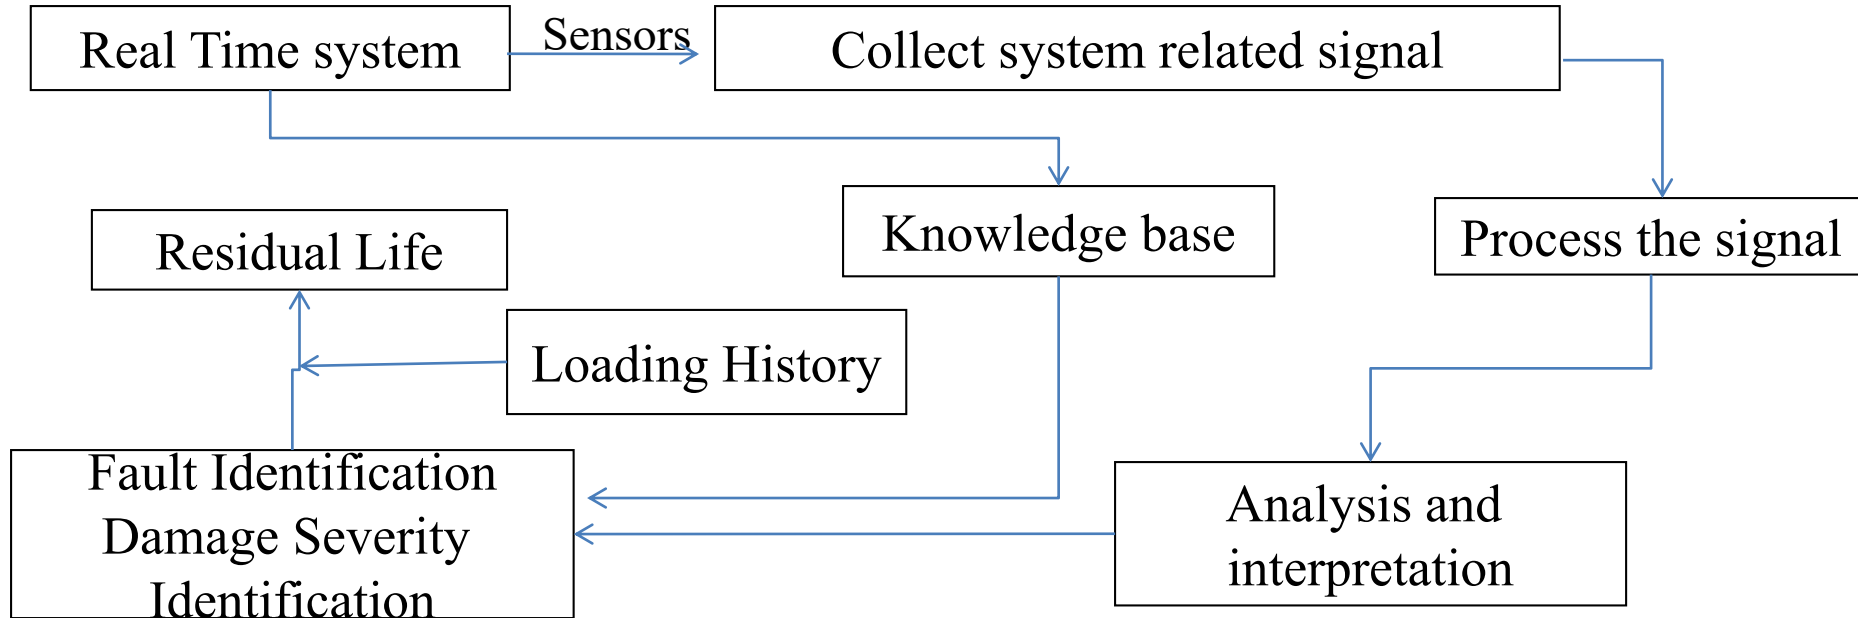 Real Time system
Sensors
Collect system related signal
Knowledge base
Process the signal
Residual Life
Loading History
Fault Identification
Damage Severity
Identification
Analysis and
interpretation